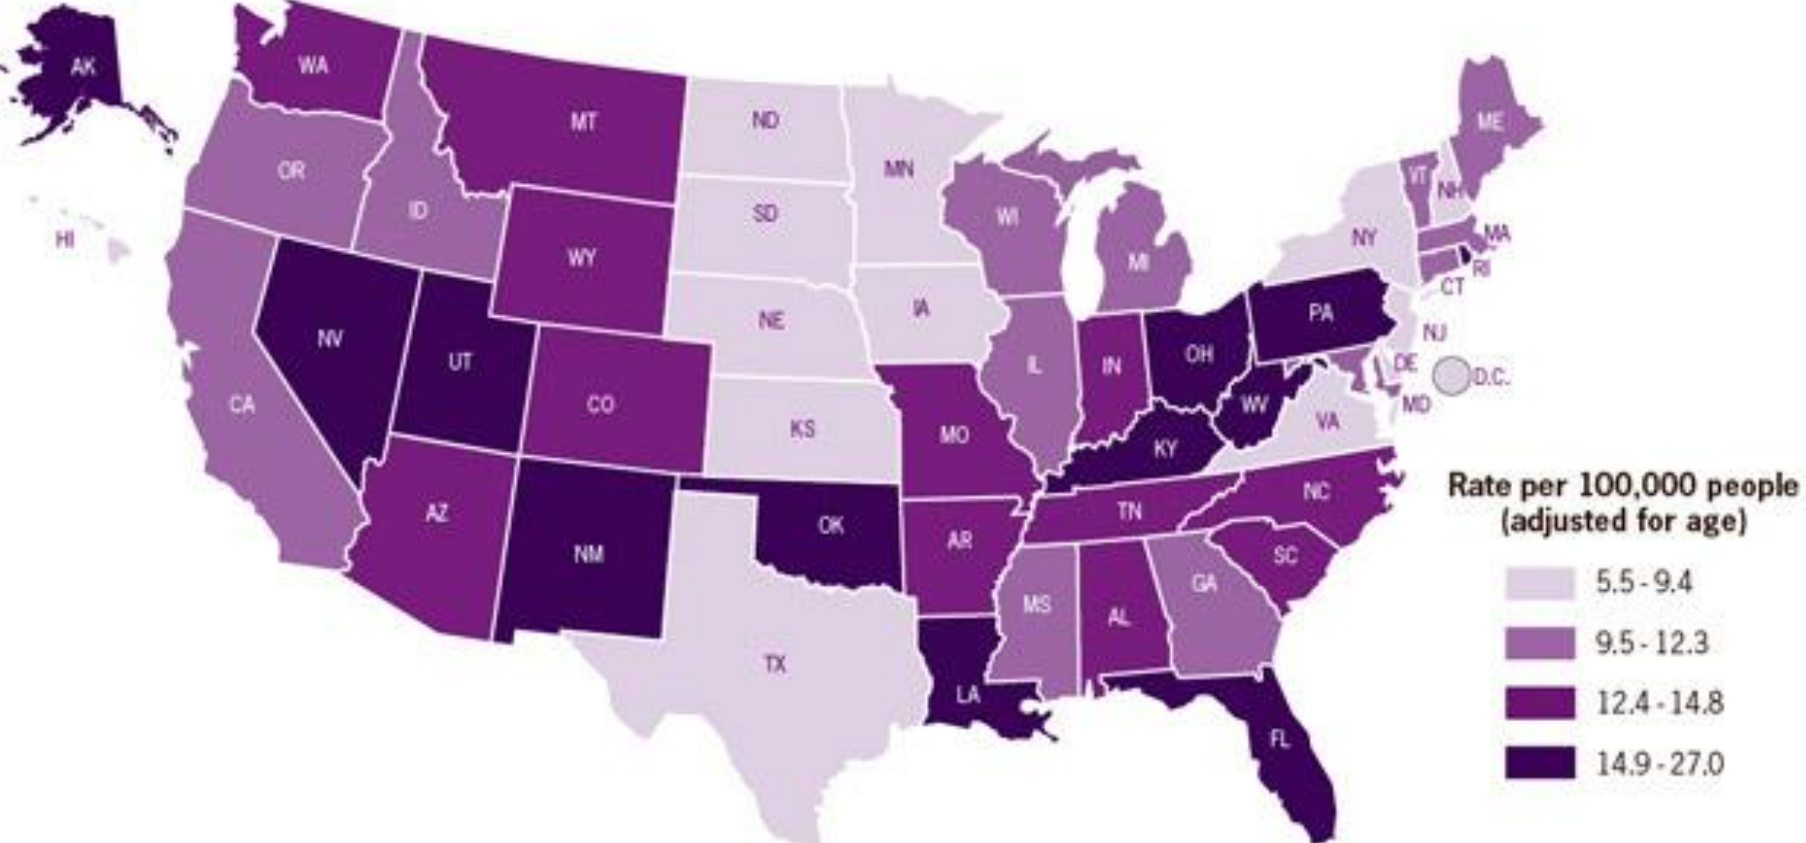 AK
WA
MT
ND
MN
ME
OR
ID
SD
WI
VT
NH
HI
WY
NY
MA
MI
RI
CT
NV
UT
NE
IA
PA
NJ
OH
IL
IN
DE
D.C.
CA
CO
KS
MO
WV
MD
VA
KY
AZ
NM
OK
AR
TN
NC
SC
MS
AL
GA
TX
LA
FL
Rate per 100,000 people
(adjusted for age)
5.5 - 9.4
9.5 - 12.3
12.4 - 14.8
14.9 - 27.0